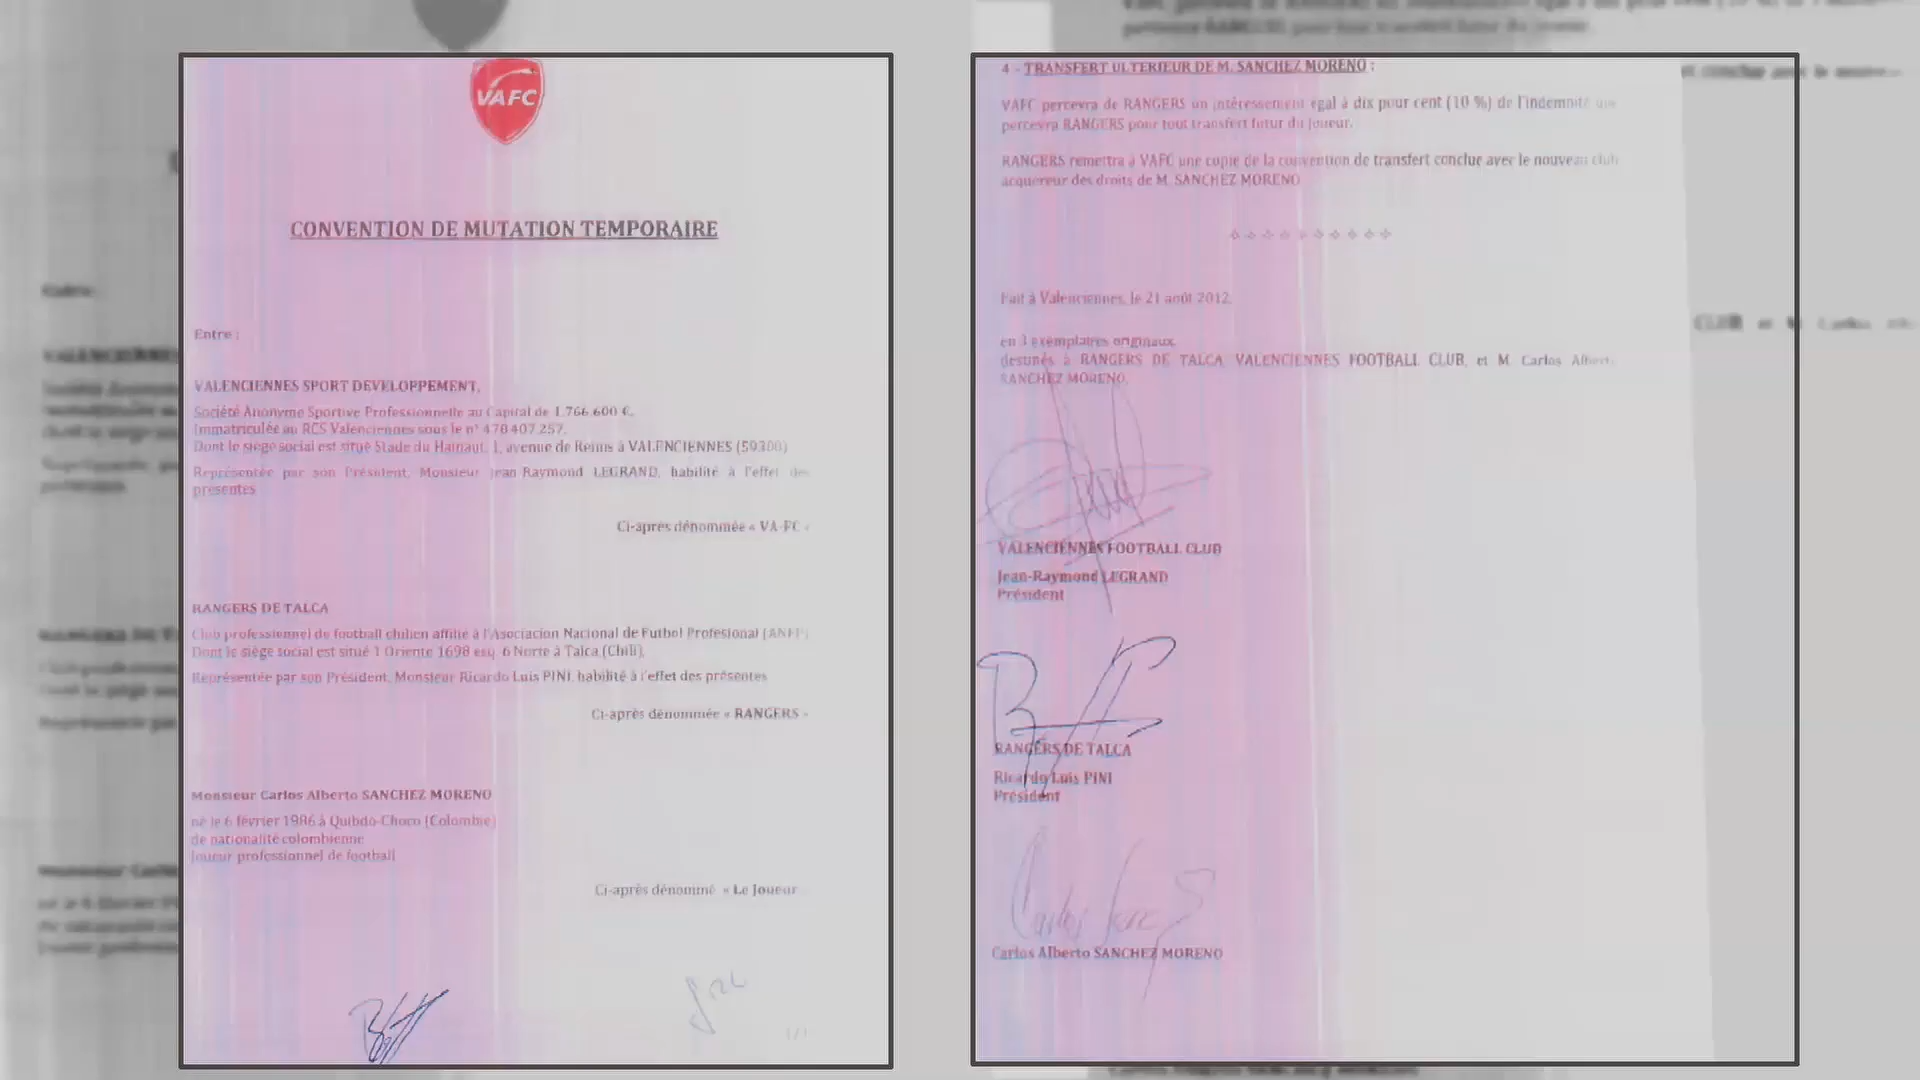 VAFC
CONVENTION DE MUTATION TEMPORAIRE
Entre :
VALENCIENNES SPORT DEVELOPPEMENT,
Société Anonyme Sportive Professionnelle au Capital de 1.766.600 €,
Immatriculée au RCS Valenciennes sous le n° 478 407 257,
Dont le siège social est situé Stade du Hainaut, 1, avenue de Reims à VALENCIENNES (59300)
Représentée par son Président, Monsieur Jean-Raymond LEGRAND, habilité à l'effet des
présentes
Ci-après dénommée « VA-FC »
RANGERS DE TALCA
Club professionnel de football chilien affilié à l'Asociacion Nacional de Futbol Profesional (ANFP)
Dont le siège social est situé 1 Oriente 1698 esq. 6 Norte à Talca (Chili),
Représentée par son Président, Monsieur Ricardo Luis PINI, habilité à l'effet des présentes
Ci-après dénommée « RANGERS »
Monsieur Carlos Alberto SANCHEZ MORENO
né le 6 février 1986 à Quibdo-Choco (Colombie)
de nationalité colombienne
Joueur professionnel de football
Ci-après dénommé « Le Joueur
4 - TRANSFERT ULTERIEUR DE M. SANCHEZ MORENO :
VAFC percevra de RANGERS un intéressement égal à dix pour cent (10 %) de l'indemnité que
percevra RANGERS pour tout transfert futur du joueur.
RANGERS remettra à VAFC une copie de la convention de transfert conclue avec le nouveau club
acquereur des droits de M. SANCHEZ MORENO
Fait à Valenciennes, le 21 août 2012,
en 3 exemplaires originaux,
destinés à RANGERS DE TALCA, VALENCIENNES FOOTBALL CLUB, et M. Carlos Alberto
SANCHEZ MORENO.
VALENCIENNES FOOTBALL CLUB
Jean-Raymond LEGRAND
Président
RANGERS DE TALCA
Ricardo Luis PINI
Président
Carlos Alberto SANCHEZ MORENO